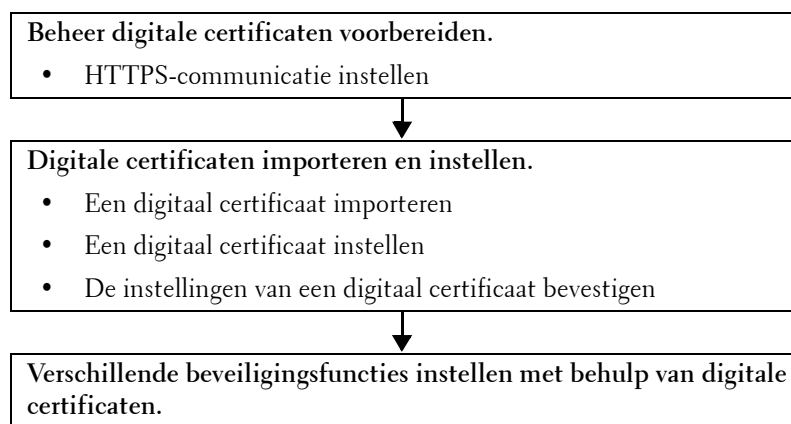 Beheer digitale certificaten voorbereiden.
• HTTPS-communicatie instellen
Digitale certificaten importeren en instellen.
• Een digitaal certificaat importeren
• Een digitaal certificaat instellen
• De instellingen van een digitaal certificaat bevestigen
Verschillende beveiligingsfuncties instellen met behulp van digitale
certificaten.